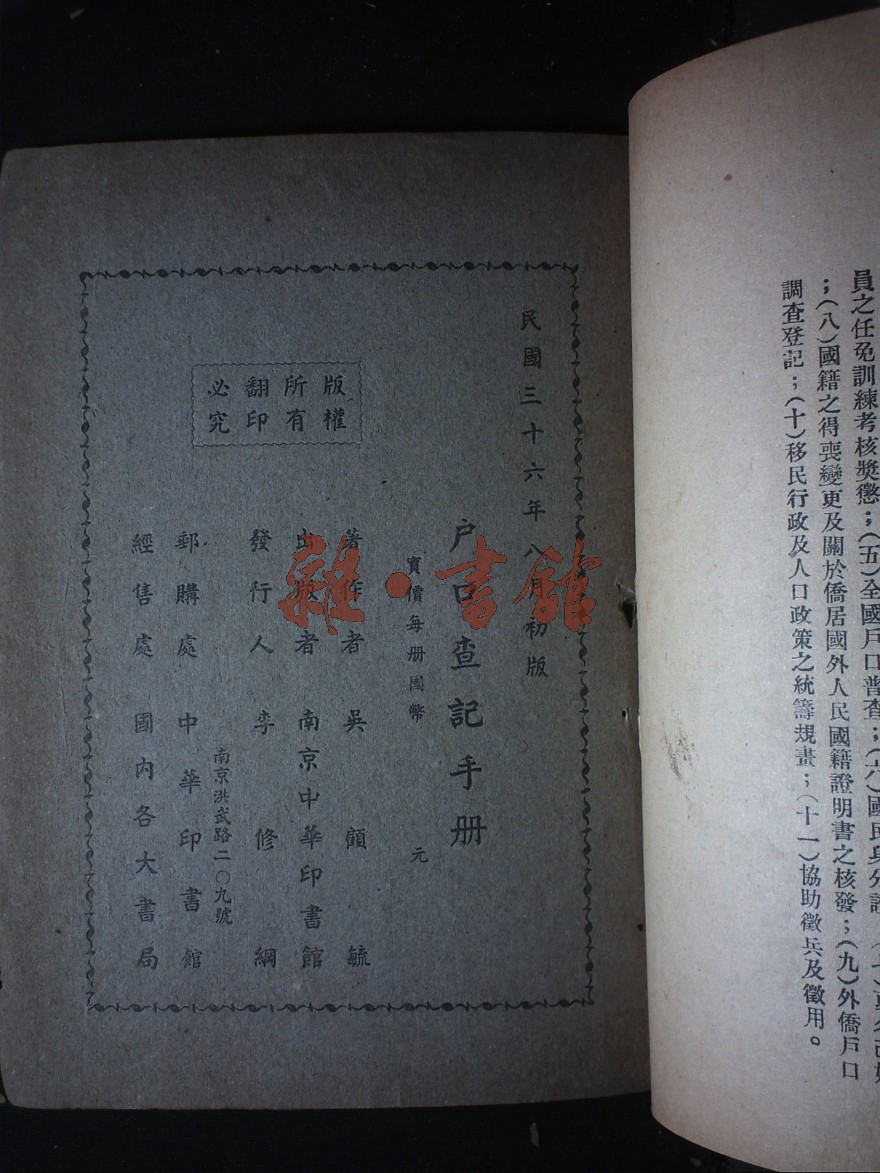 員之任免訓練考核獎懲；(五)全國戶口普查；(六)國民身分證
；(八)國籍之得喪變更及關於僑居國外人民國籍證明書之核發；(九)外僑戶口
調查登記；(十)移民行政及人口政策之統籌規畫；(十一)協助徵兵及徵用。
民國三十六年八月初版
戶口查記手册
實價每册國幣　元
著作者　吳顧毓
出版者　南京中華印書館
發行人　李修綱
南京洪武路二〇九號
郵購處　中華印書館
經售處　國內各大書局
版權
所有
翻印
必究
雜·書館